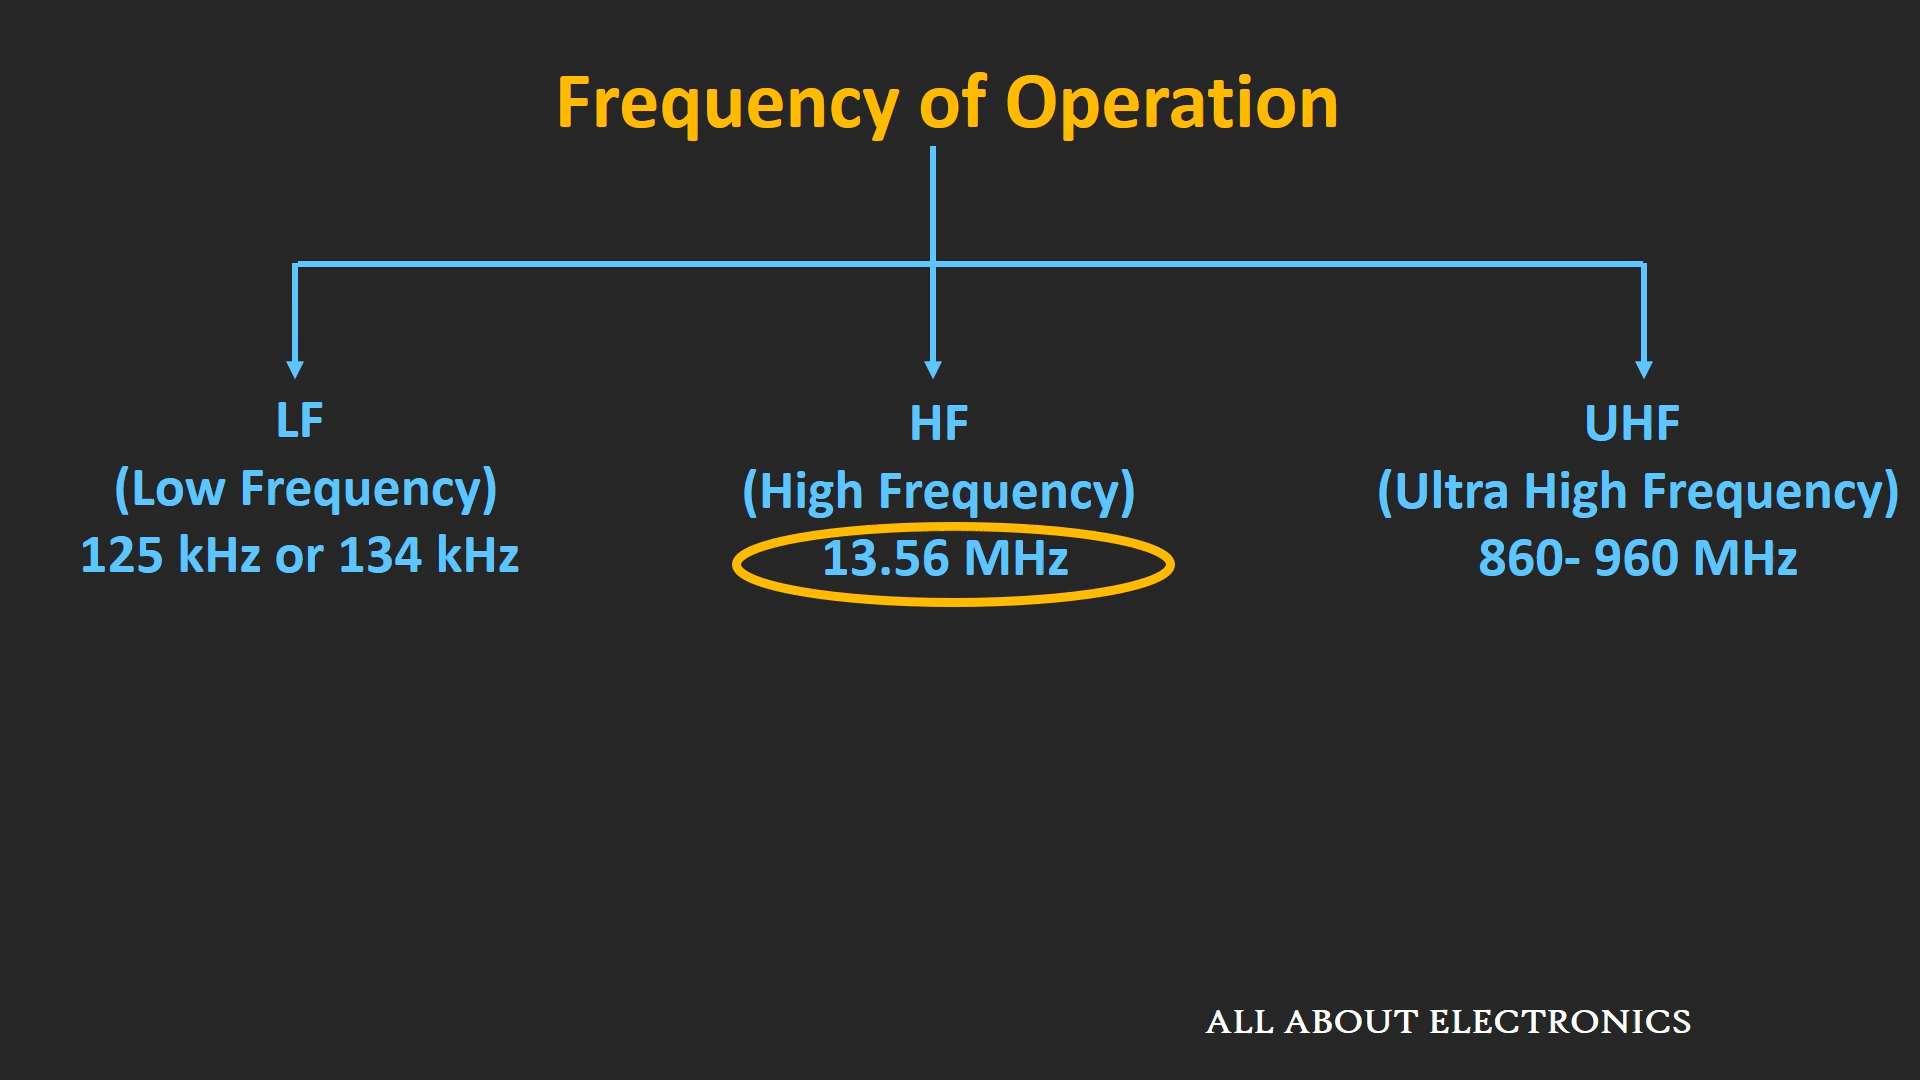 Frequency of Operation
LF
(Low Frequency)
125 kHz or 134 kHz
HF
(High Frequency)
13.56 MHz
UHF
(Ultra High Frequency)
860- 960 MHz
ALL ABOUT ELECTRONICS